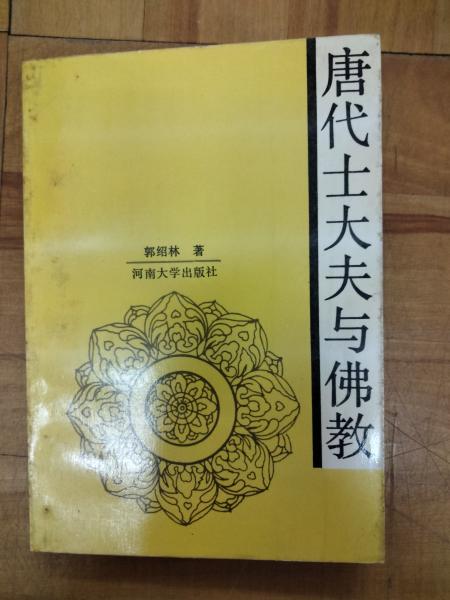 唐代士大夫与佛教
郭绍林 著
河南大学出版社